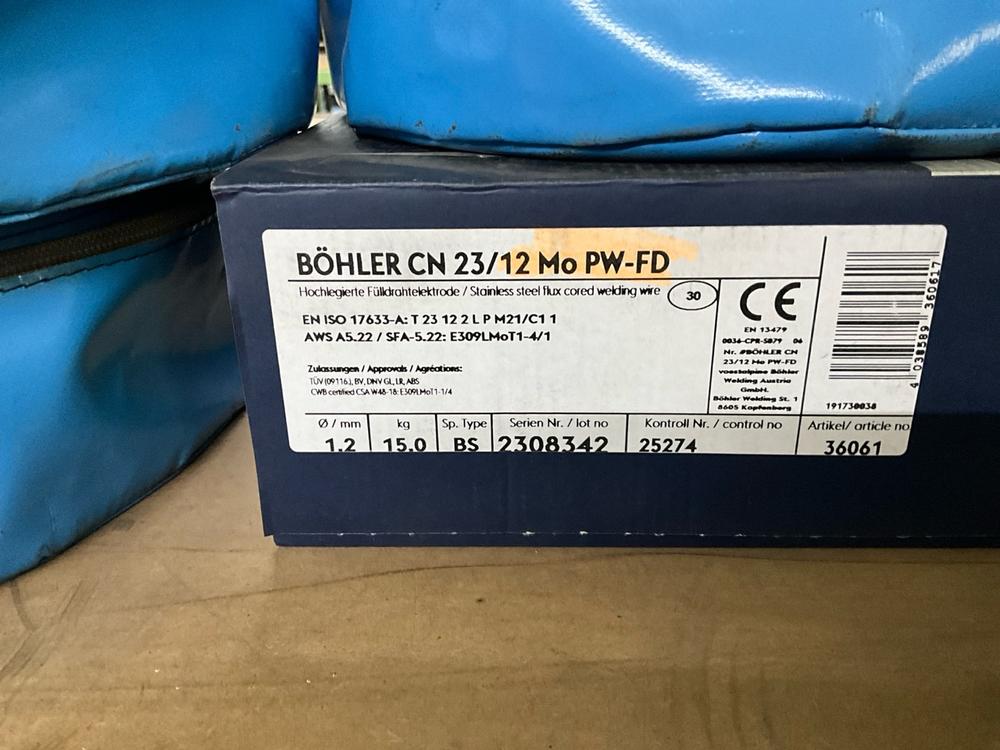 BÖHLER CN 23/12 Mo PW-FD
Hochlegierte Fülldrahtelektrode / Stainless steel flux cored welding wire
30
EN ISO 17633-A: T 23 12 2 L P M21/C1 1
AWS A5.22 / SFA-5.22: E309LMoT1-4/1
Zulassungen / Approvals / Agréations:
TÜV (09116.), BV, DNV GL, LR, ABS
CWB certified CSA W48-18: E309LMoT1-1/4
CE
EN 13479
0036-CPR-S079 06
Nr. #BÖHLER CN
23/12 Mo PW-FD
voestalpine Böhler
Welding Austria
GmbH.
Böhler Welding St. 1
8605 Kapfenberg
4 038589 360617
191730038
Ø / mm kg Sp. Type Serien Nr. / lot no Kontroll Nr. / control no Artikel/ article no
1.2 15.0 BS 2308342 25274 36061